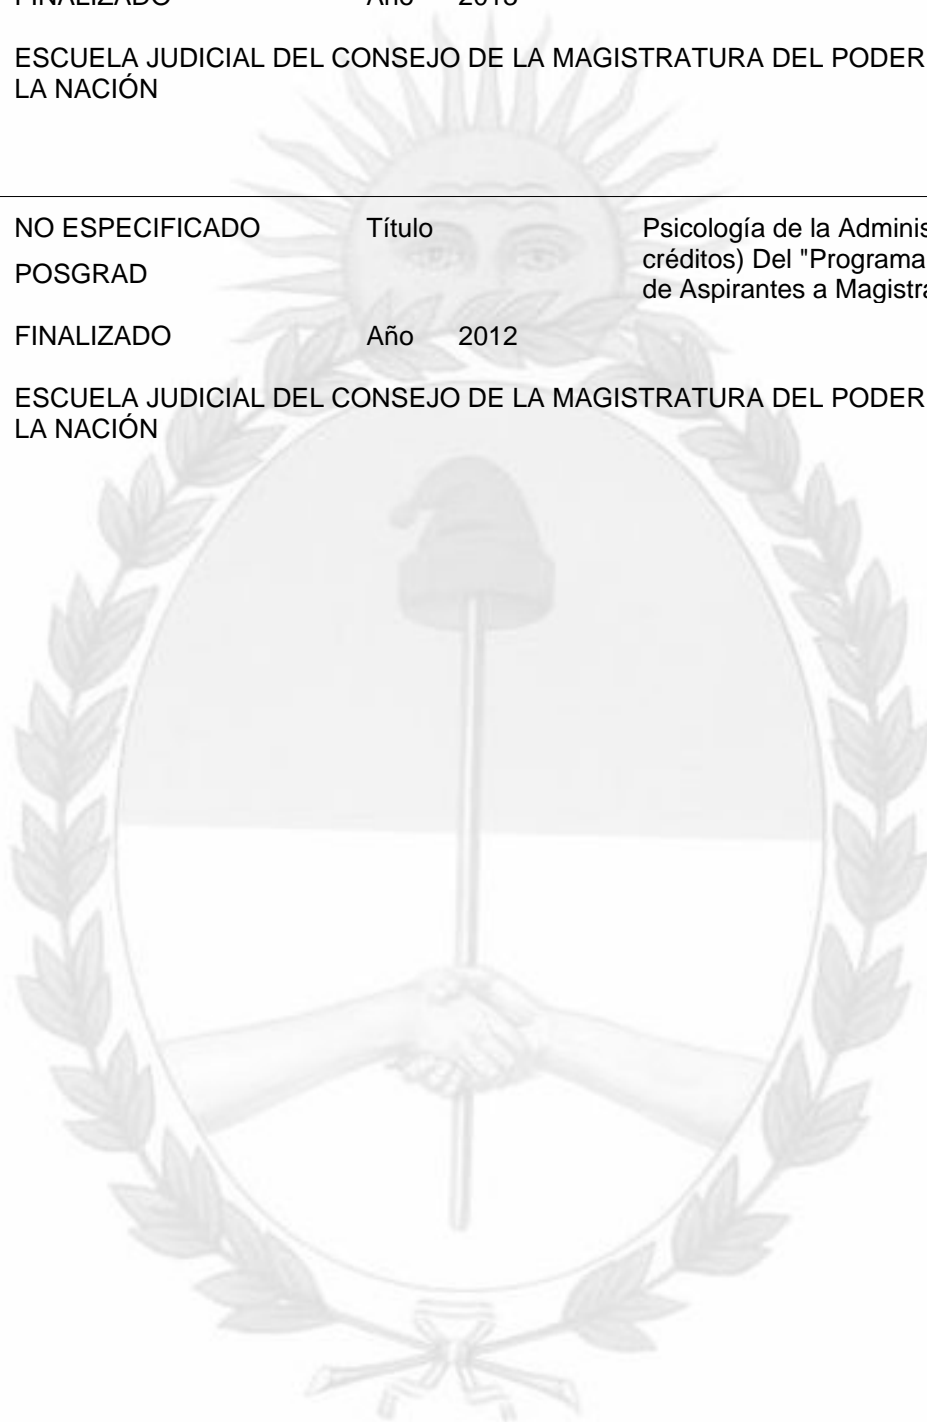 FINALIZADO Año 2013
ESCUELA JUDICIAL DEL CONSEJO DE LA MAGISTRATURA DEL PODER
LA NACIÓN
NO ESPECIFICADO Título Psicología de la Adminis
POSGRAD créditos) Del "Programa
de Aspirantes a Magistra
FINALIZADO Año 2012
ESCUELA JUDICIAL DEL CONSEJO DE LA MAGISTRATURA DEL PODER
LA NACIÓN